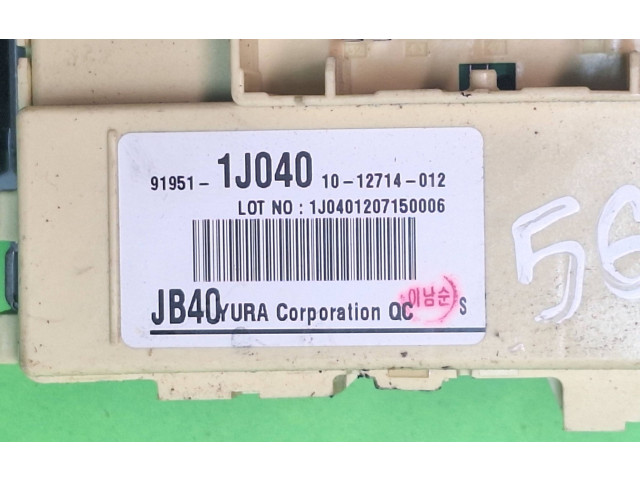 91951- 1J040 10-12714-012
LOT NO : 1J0401207150006
JB40 YURA Corporation QC 이남순 S
56